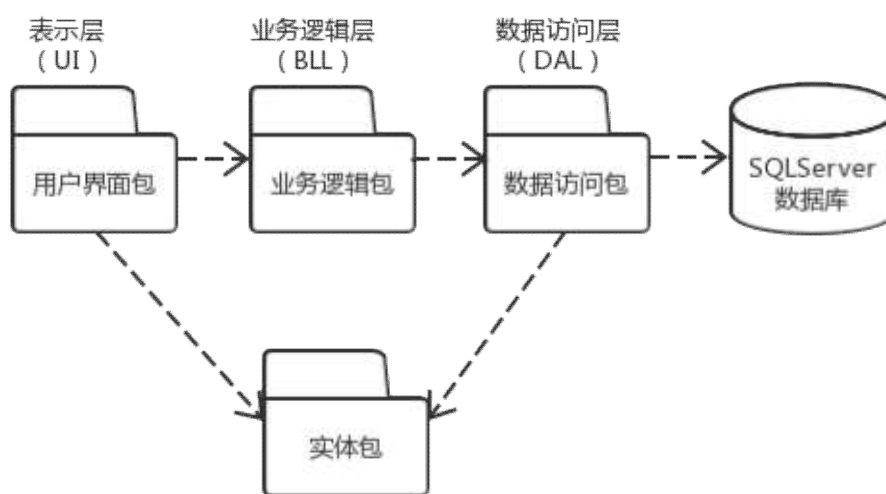 表示层
（UI）
业务逻辑层
（BLL）
数据访问层
（DAL）
用户界面包
业务逻辑包
数据访问包
SQLServer
数据库
实体包